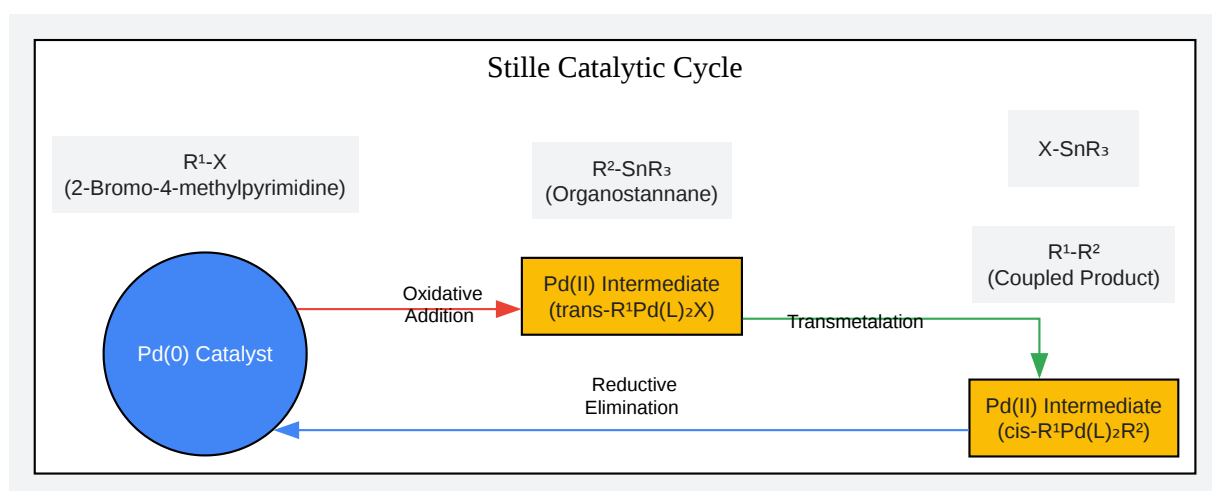 Stille Catalytic Cycle
R¹-X
(2-Bromo-4-methylpyrimidine)
R²-SnR₃
(Organostannane)
X-SnR₃
R¹-R²
(Coupled Product)
Pd(0) Catalyst
Oxidative
Addition
Pd(II) Intermediate
(trans-R¹Pd(L)₂X)
Transmetalation
Reductive
Elimination
Pd(II) Intermediate
(cis-R¹Pd(L)₂R²)